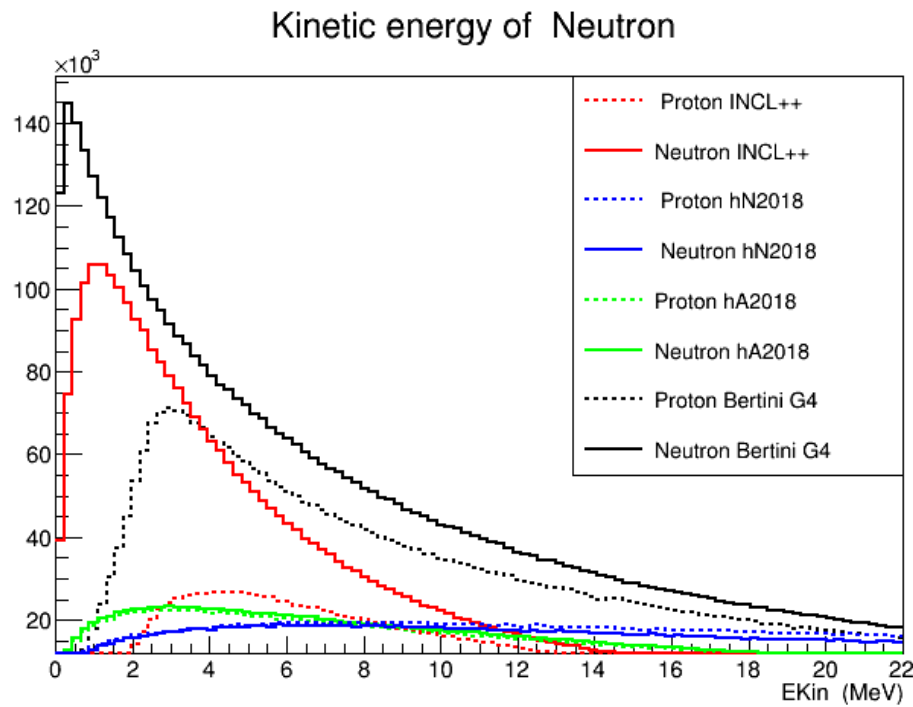 Kinetic energy of  Neutron
×10³
140
120
100
80
60
40
20
0 2 4 6 8 10 12 14 16 18 20 22
EKin (MeV)
Proton INCL++
Neutron INCL++
Proton hN2018
Neutron hN2018
Proton hA2018
Neutron hA2018
Proton Bertini G4
Neutron Bertini G4